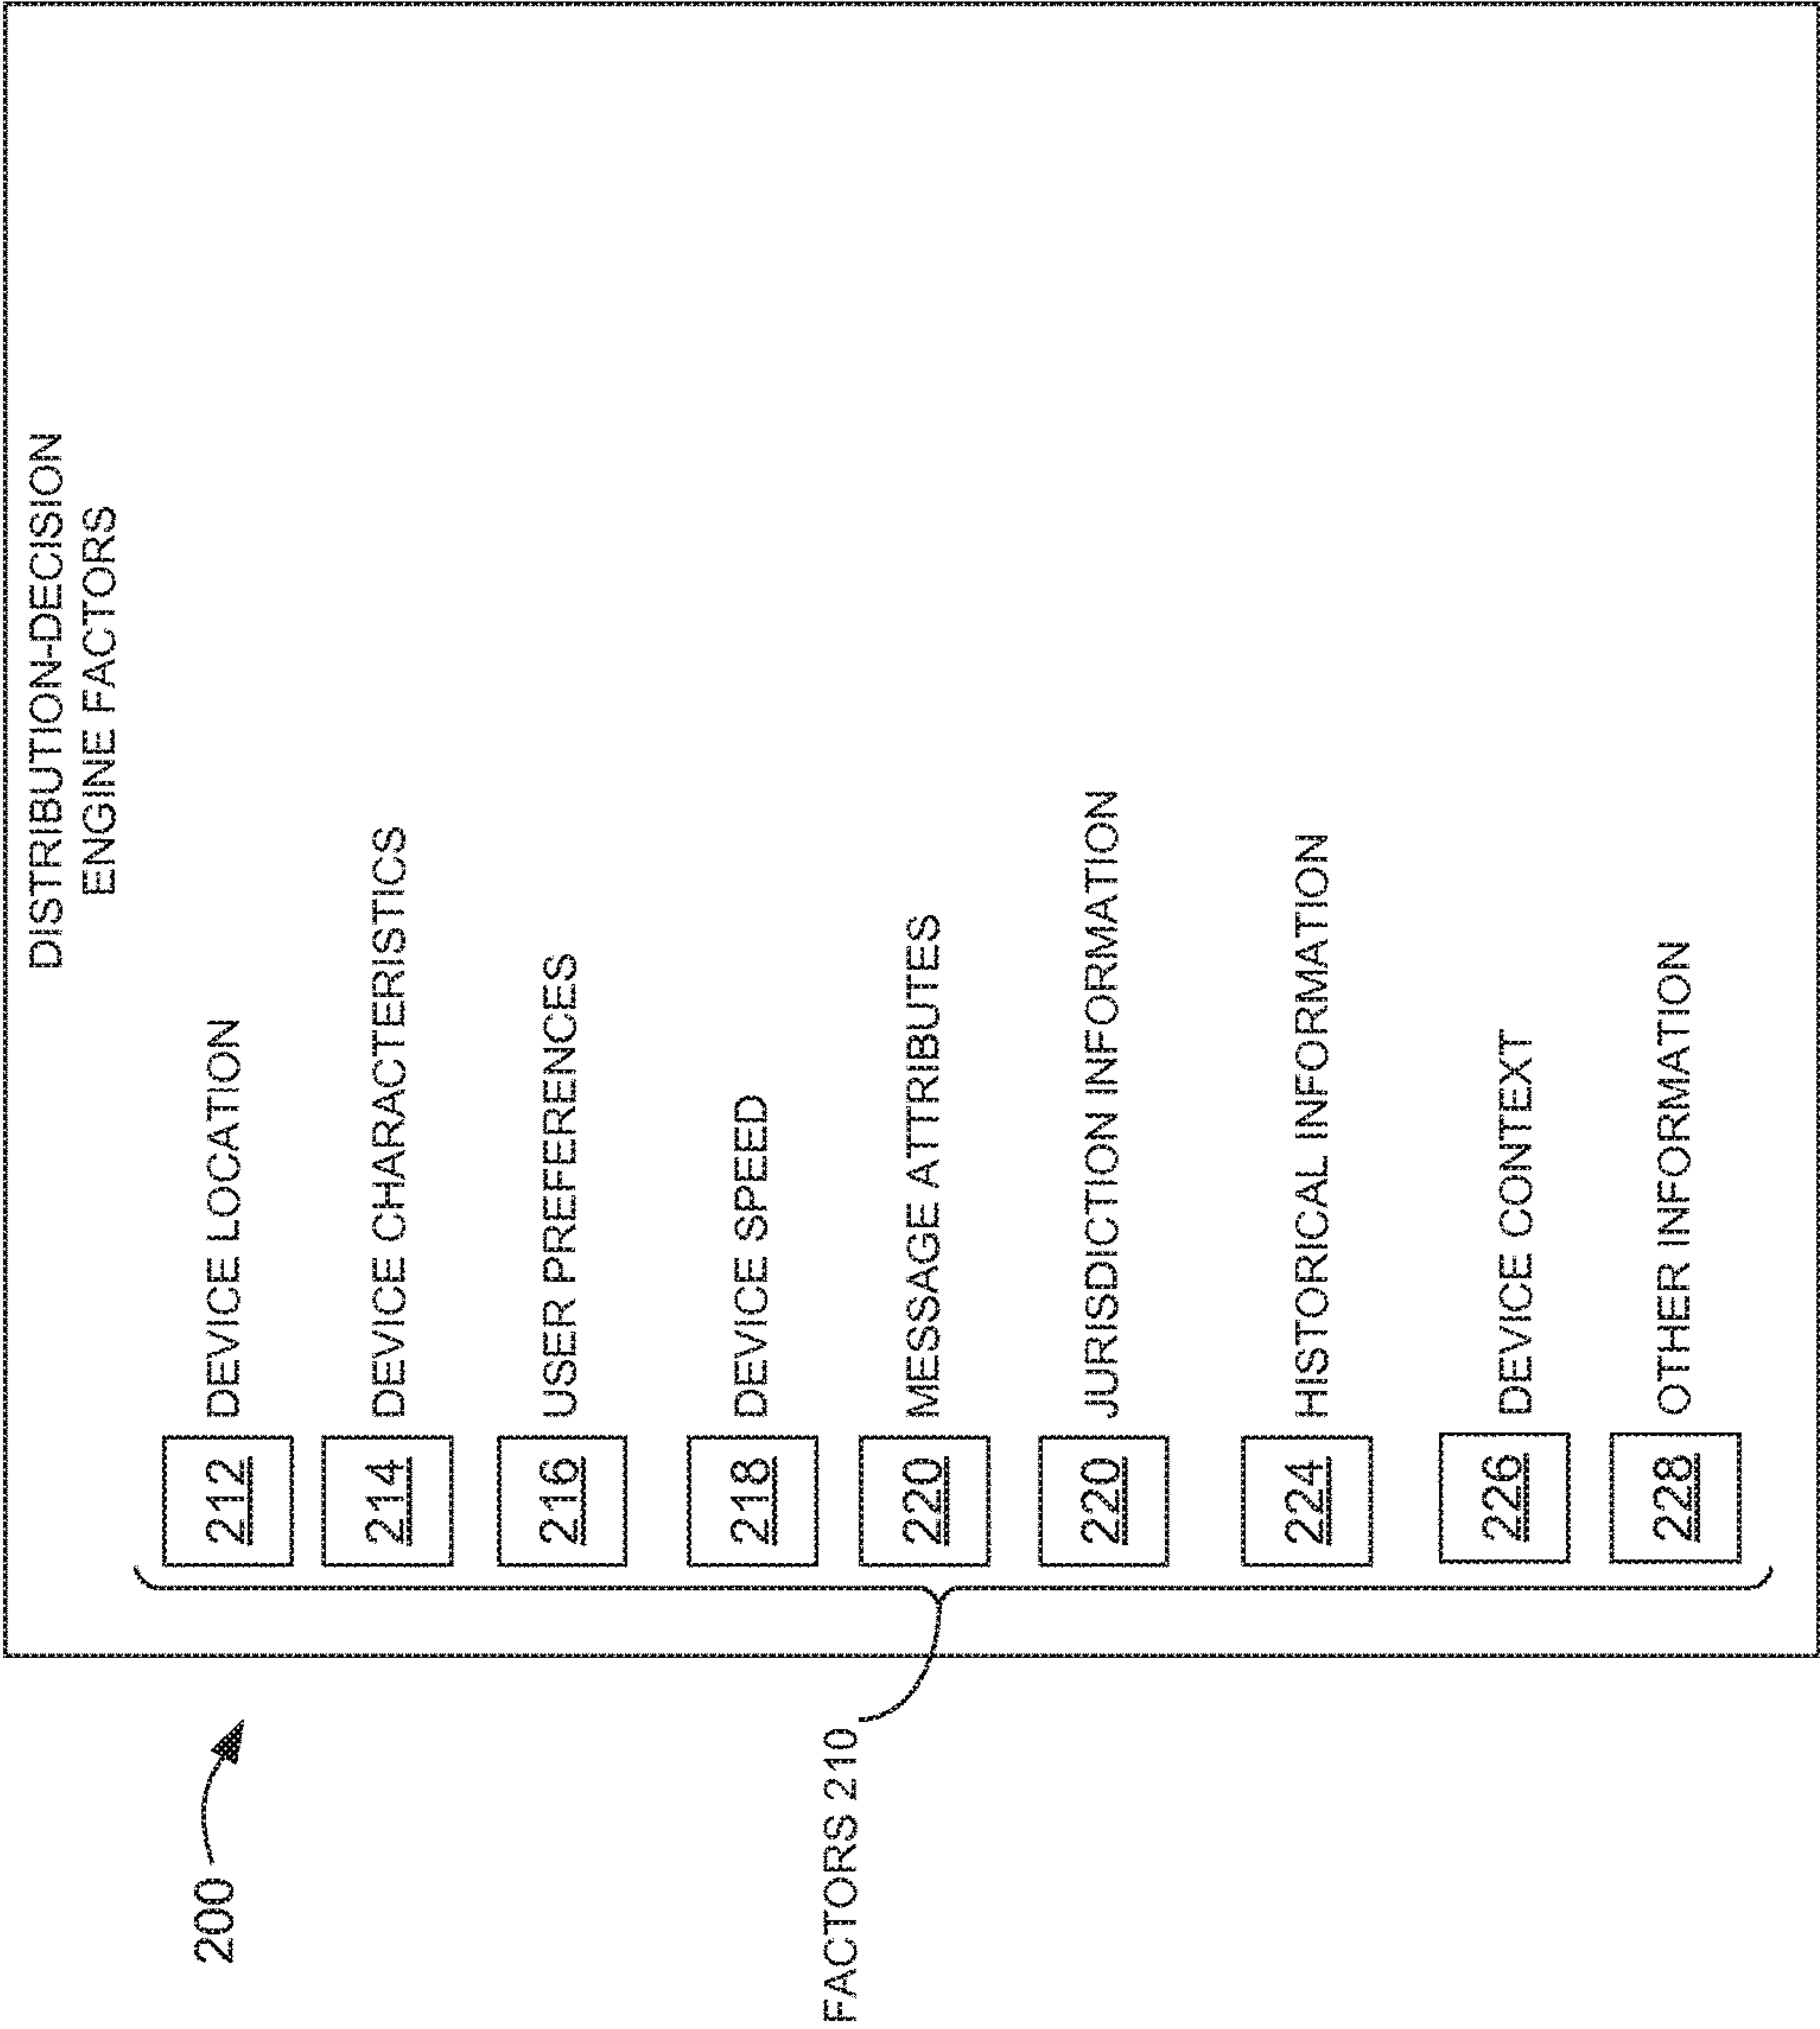 DISTRIBUTION-DECISION
ENGINE FACTORS
200
FACTORS 210
212 DEVICE LOCATION
214 DEVICE CHARACTERISTICS
216 USER PREFERENCES
218 DEVICE SPEED
220 MESSAGE ATTRIBUTES
220 JURISDICTION INFORMATION
224 HISTORICAL INFORMATION
226 DEVICE CONTEXT
228 OTHER INFORMATION